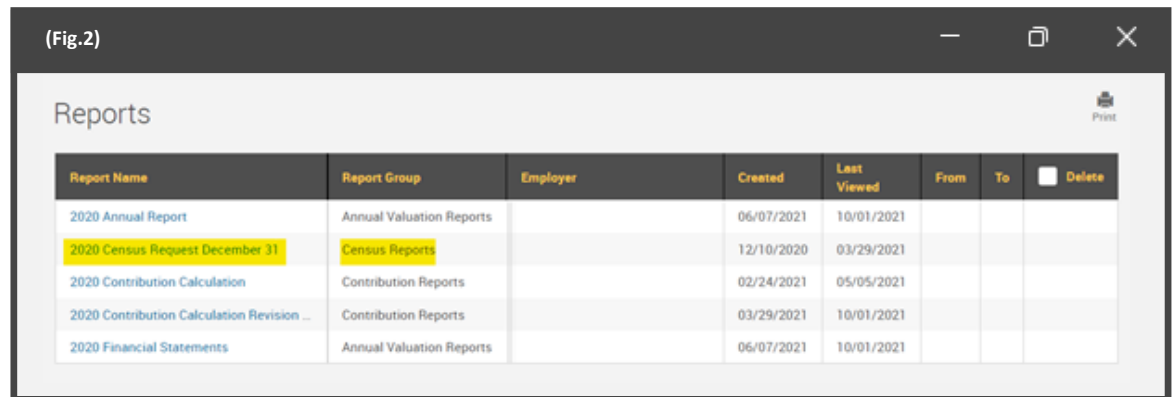 (Fig.2)
Reports
Print
Report Name Report Group Employer Created Last Viewed From To Delete
2020 Annual Report Annual Valuation Reports 06/07/2021 10/01/2021
2020 Census Request December 31 Census Reports 12/10/2020 03/29/2021
2020 Contribution Calculation Contribution Reports 02/24/2021 05/05/2021
2020 Contribution Calculation Revision ... Contribution Reports 03/29/2021 10/01/2021
2020 Financial Statements Annual Valuation Reports 06/07/2021 10/01/2021